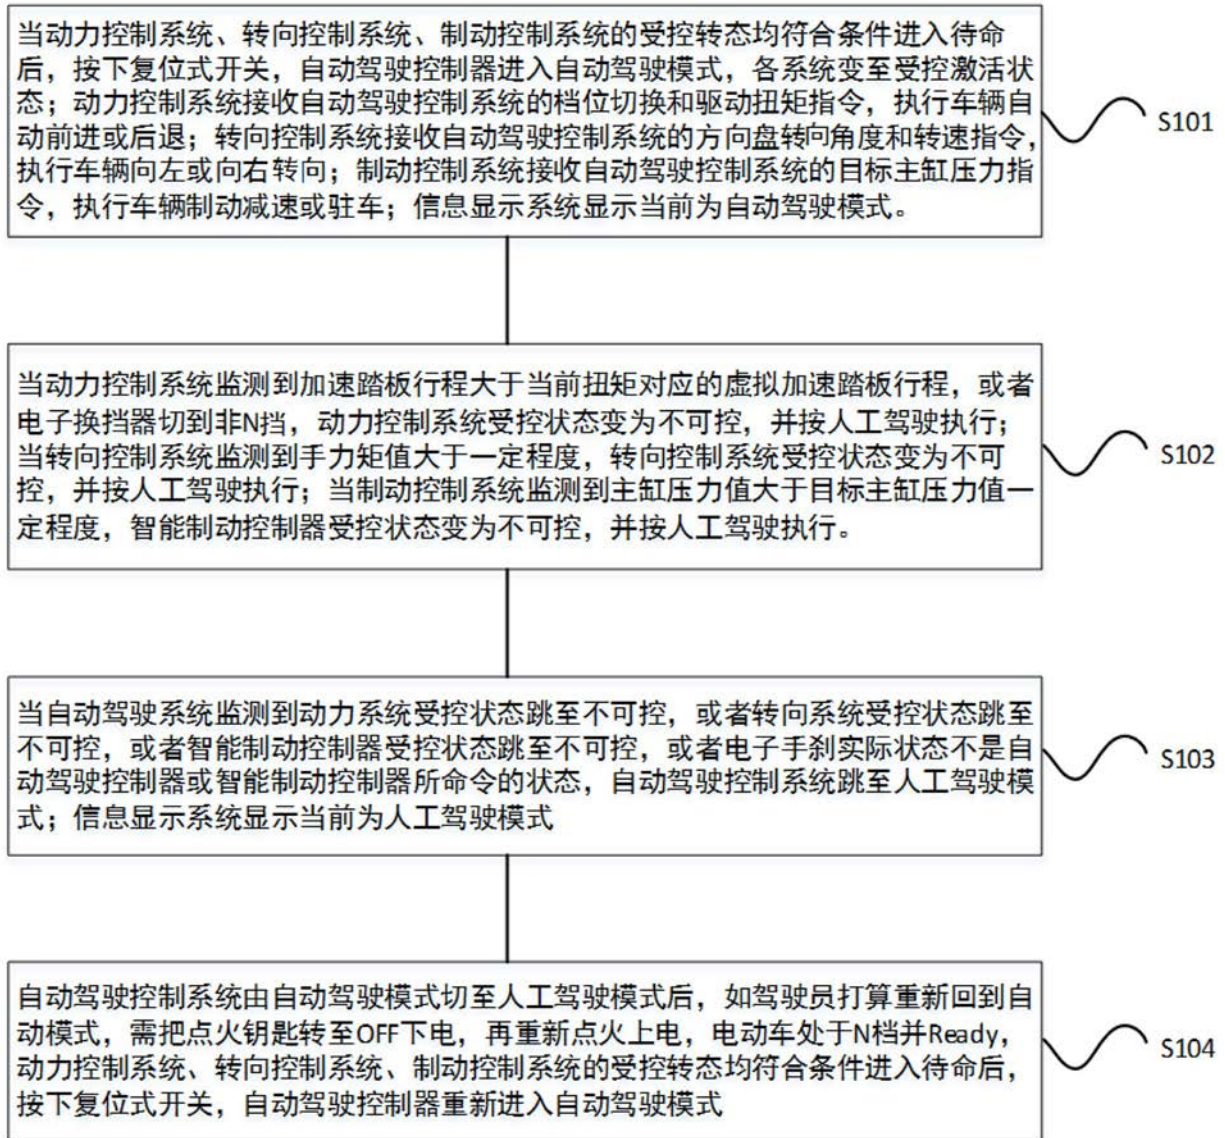 当动力控制系统、转向控制系统、制动控制系统的受控转态均符合条件进入待命
后，按下复位式开关，自动驾驶控制器进入自动驾驶模式，各系统变至受控激活状
态；动力控制系统接收自动驾驶控制系统的档位切换和驱动扭矩指令，执行车辆自
动前进或后退；转向控制系统接收自动驾驶控制系统的方向盘转向角度和转速指令，
执行车辆向左或向右转向；制动控制系统接收自动驾驶控制系统的目标主缸压力指
令，执行车辆制动减速或驻车；信息显示系统显示当前为自动驾驶模式。
S101
当动力控制系统监测到加速踏板行程大于当前扭矩对应的虚拟加速踏板行程，或者
电子换挡器切到非N挡，动力控制系统受控状态变为不可控，并按人工驾驶执行；
当转向控制系统监测到手力矩值大于一定程度，转向控制系统受控状态变为不可
控，并按人工驾驶执行；当制动控制系统监测到主缸压力值大于目标主缸压力值一
定程度，智能制动控制器受控状态变为不可控，并按人工驾驶执行。
S102
当自动驾驶系统监测到动力系统受控状态跳至不可控，或者转向系统受控状态跳至
不可控，或者智能制动控制器受控状态跳至不可控，或者电子手刹实际状态不是自
动驾驶控制器或智能制动控制器所命令的状态，自动驾驶控制系统跳至人工驾驶模
式；信息显示系统显示当前为人工驾驶模式
S103
自动驾驶控制系统由自动驾驶模式切至人工驾驶模式后，如驾驶员打算重新回到自
动模式，需把点火钥匙转至OFF下电，再重新点火上电，电动车处于N档并Ready，
动力控制系统、转向控制系统、制动控制系统的受控转态均符合条件进入待命后，
按下复位式开关，自动驾驶控制器重新进入自动驾驶模式
S104